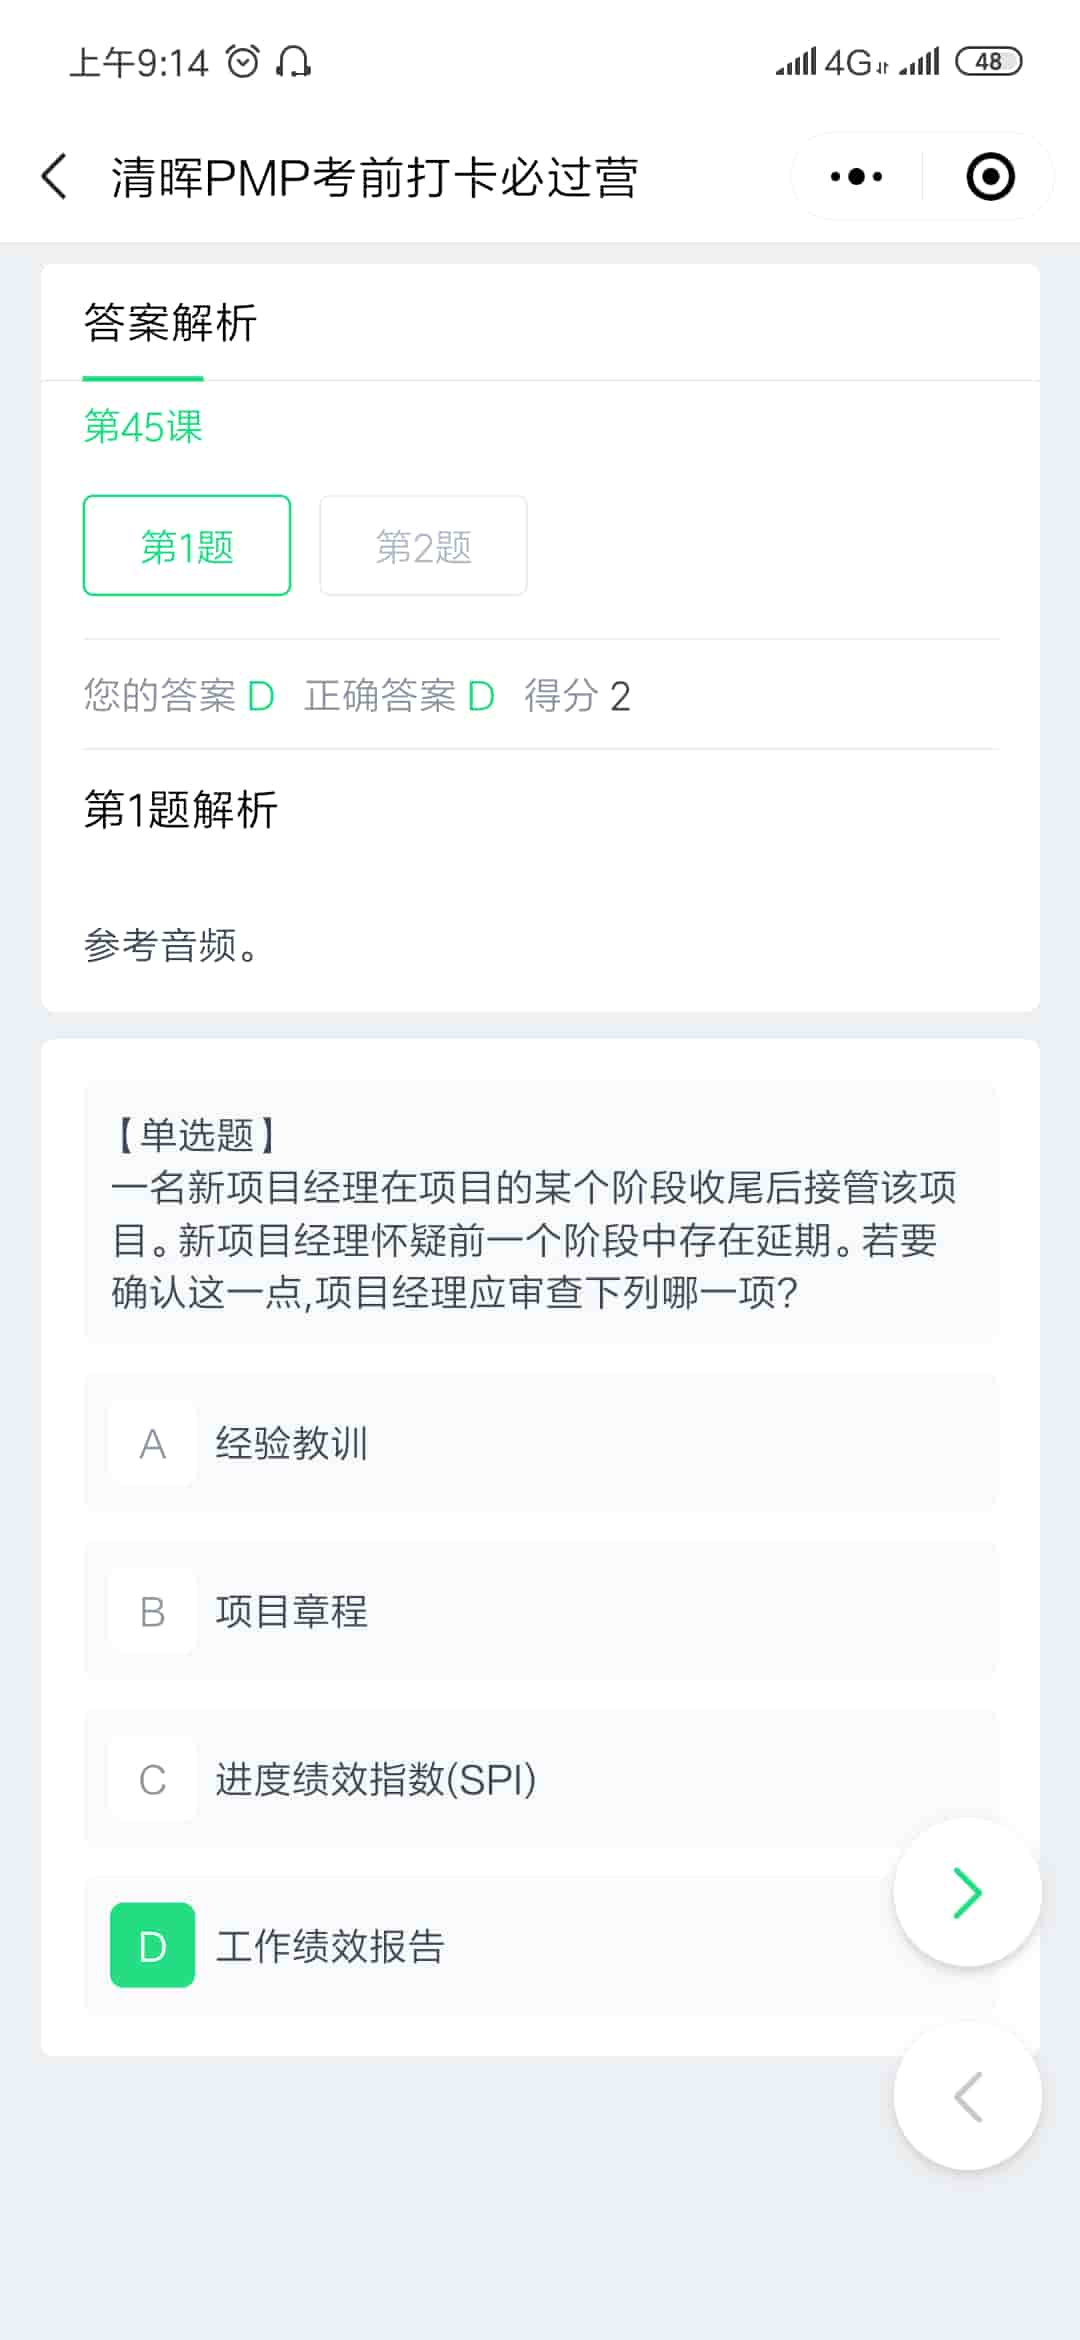 上午9:14 4G 48
清晖PMP考前打卡必过营
答案解析
第45课
第1题 第2题
您的答案 D 正确答案 D 得分 2
第1题解析
参考音频。
【单选题】
一名新项目经理在项目的某个阶段收尾后接管该项
目。新项目经理怀疑前一个阶段中存在延期。若要
确认这一点,项目经理应审查下列哪一项?
A 经验教训
B 项目章程
C 进度绩效指数(SPI)
D 工作绩效报告